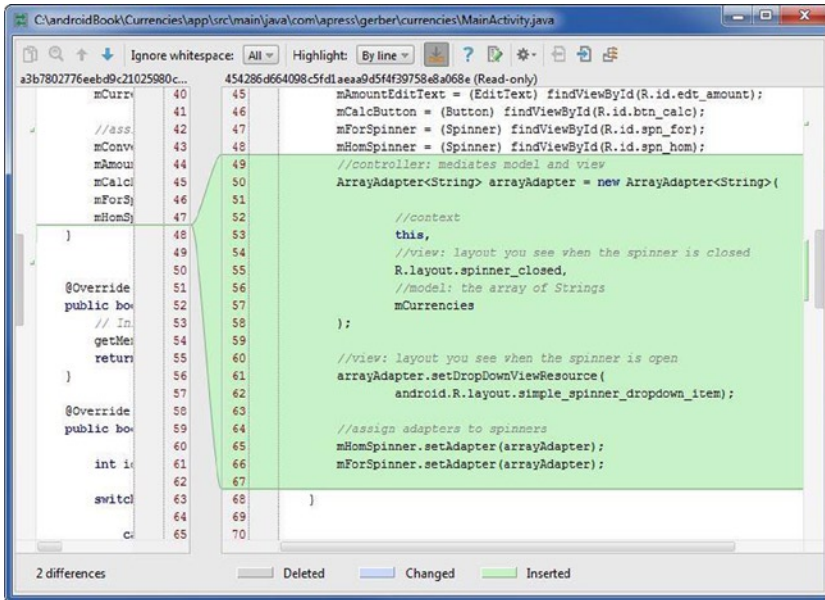 C:\androidBook\Currencies\app\src\main\java\com\apress\gerber\currencies\MainActivity.java
Ignore whitespace: All Highlight: By line ?
a3b7802776eebd9c21025980c... 454286d664098c5fd1aeaa9d5f4f39758e8a068e (Read-only)
mCurre 40 45 mAmountEditText = (EditText) findViewById(R.id.edt_amount);
41 46 mCalcButton = (Button) findViewById(R.id.btn_calc);
//ass: 42 47 mForSpinner = (Spinner) findViewById(R.id.spn_for);
mConve 43 48 mHomSpinner = (Spinner) findViewById(R.id.spn_hom);
mAmou 44 49 //controller: mediates model and view
mCalc 45 50 ArrayAdapter<String> arrayAdapter = new ArrayAdapter<String>(
mForSp 46 51
mHomSp 47 52 //context
} 48 53 this,
49 54 //view: layout you see when the spinner is closed
50 55 R.layout.spinner_closed,
@Override 51 56 //model: the array of Strings
public bo 52 57 mCurrencies
// In 53 58 );
getMe 54 59
return 55 60 //view: layout you see when the spinner is open
} 56 61 arrayAdapter.setDropDownViewResource(
57 62 android.R.layout.simple_spinner_dropdown_item);
@Override 58 63
public bo 59 64 //assign adapters to spinners
60 65 mHomSpinner.setAdapter(arrayAdapter);
int i 61 66 mForSpinner.setAdapter(arrayAdapter);
62 67
switch 63 68 }
64 69
ca 65 70
2 differences Deleted Changed Inserted